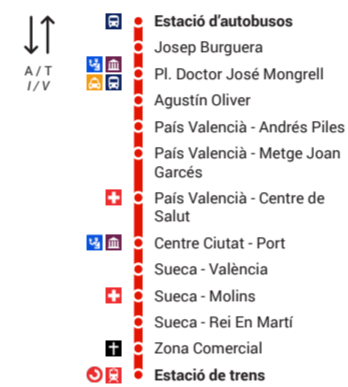 Estació d'autobusos
Josep Burguera
A / T
I / V
Pl. Doctor José Mongrell
Agustín Oliver
País Valencià - Andrés Piles
País Valencià - Metge Joan
Garcés
País Valencià - Centre de
Salut
Centre Ciutat - Port
Sueca - València
Sueca - Molins
Sueca - Rei En Martí
Zona Comercial
Estació de trens